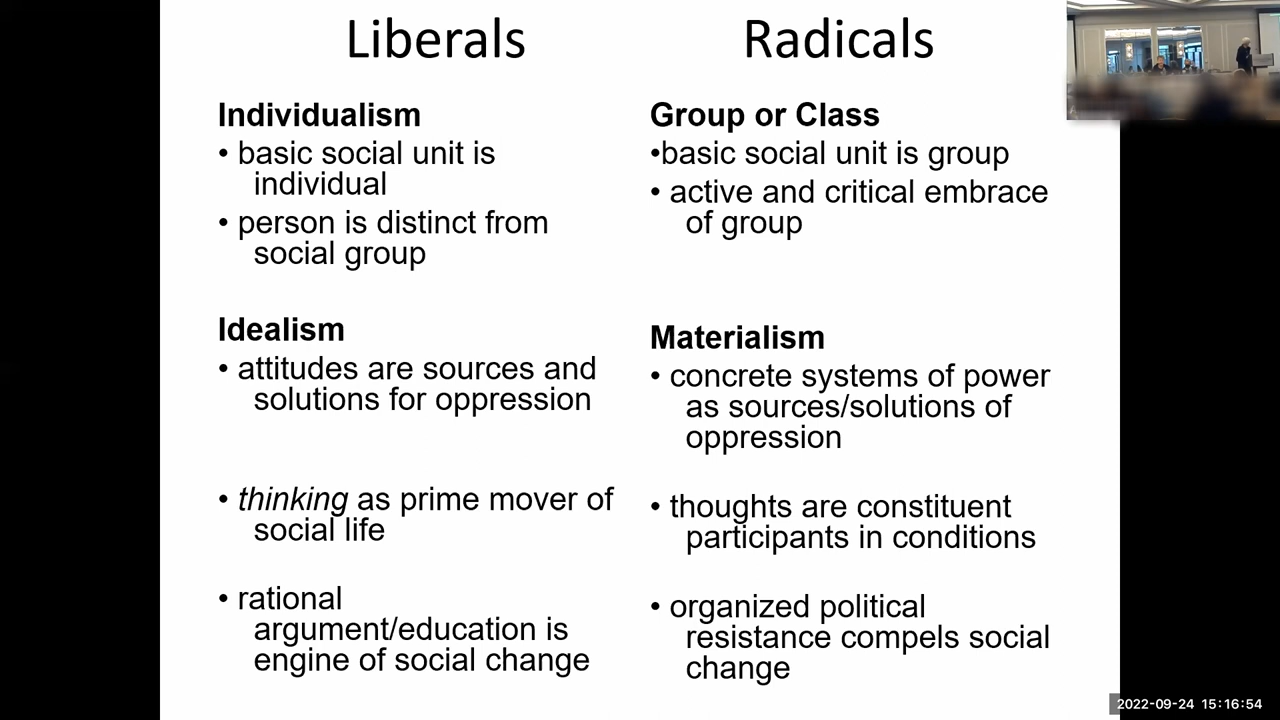 Liberals
Radicals
Individualism
• basic social unit is
individual
• person is distinct from
social group
Idealism
• attitudes are sources and
solutions for oppression
• thinking as prime mover of
social life
• rational
argument/education is
engine of social change
Group or Class
•basic social unit is group
• active and critical embrace
of group
Materialism
• concrete systems of power
as sources/solutions of
oppression
• thoughts are constituent
participants in conditions
• organized political
resistance compels social
change
2022-09-24 15:16:54